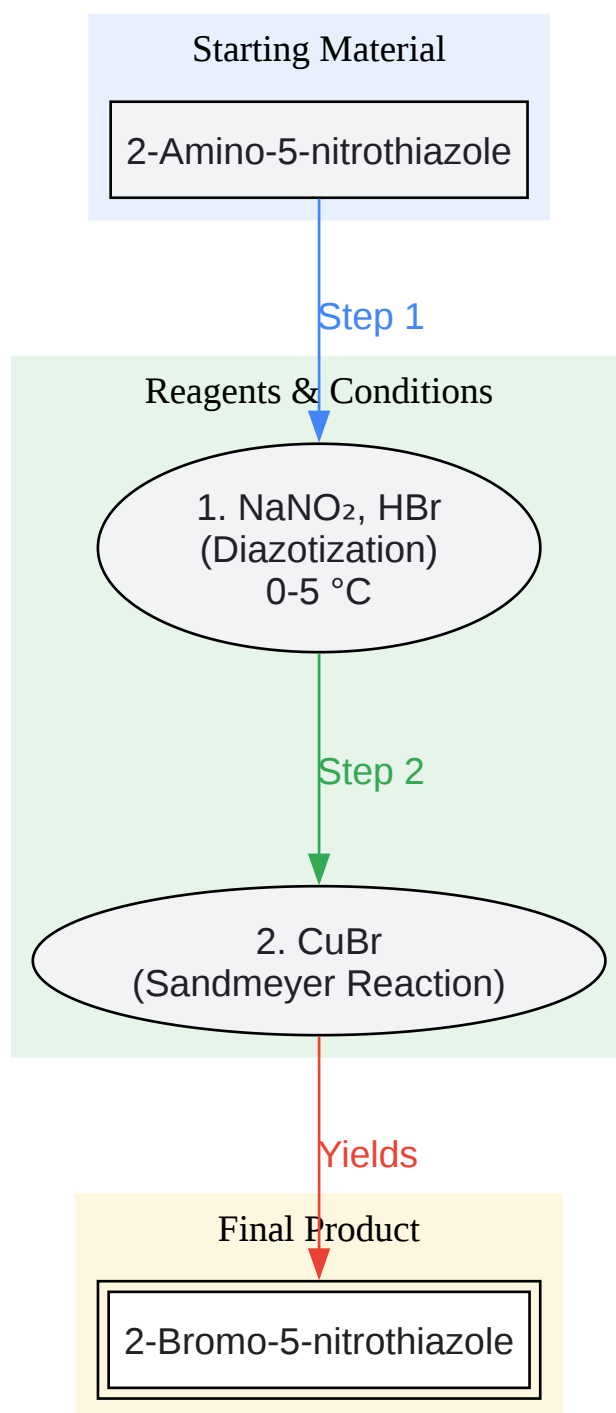 Starting Material
2-Amino-5-nitrothiazole
Step 1
Reagents & Conditions
1. NaNO₂, HBr
(Diazotization)
0-5 °C
Step 2
2. CuBr
(Sandmeyer Reaction)
Yields
Final Product
2-Bromo-5-nitrothiazole